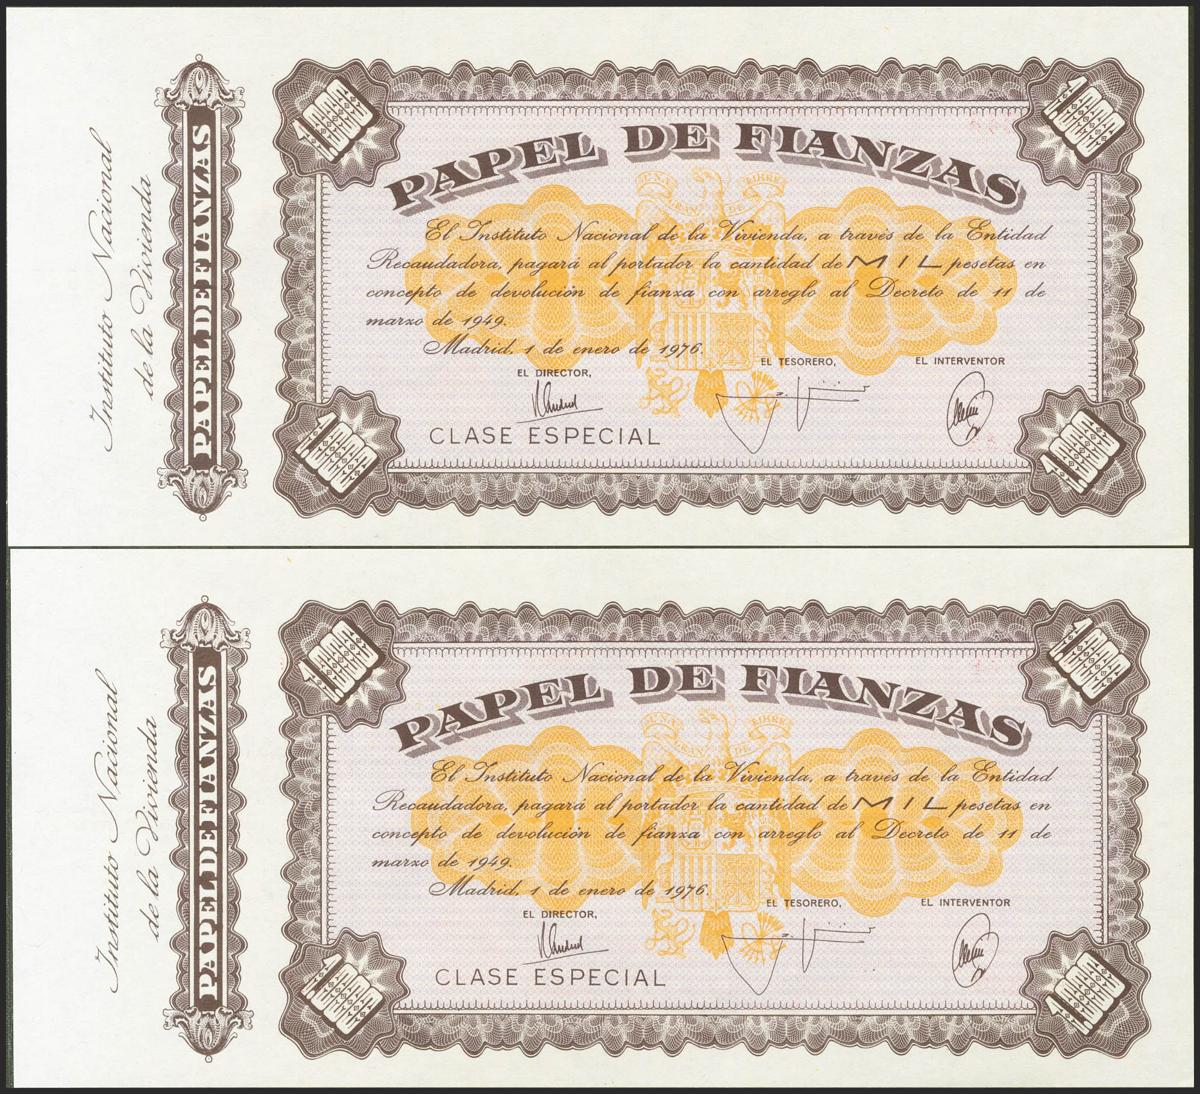 Instituto Nacional
de la Vivienda
PAPEL DE FIANZAS
PAPEL DE FIANZAS
UNA GRANDE LIBRE
El Instituto Nacional de la Vivienda, a través de la Entidad
Recaudadora, pagará al portador la cantidad de MIL pesetas en
concepto de devolución de fianza con arreglo al Decreto de 11 de
marzo de 1949.
Madrid, 1 de enero de 1976.
EL DIRECTOR,
EL TESORERO,
EL INTERVENTOR
CLASE ESPECIAL
Instituto Nacional
de la Vivienda
PAPEL DE FIANZAS
PAPEL DE FIANZAS
UNA GRANDE LIBRE
El Instituto Nacional de la Vivienda, a través de la Entidad
Recaudadora, pagará al portador la cantidad de MIL pesetas en
concepto de devolución de fianza con arreglo al Decreto de 11 de
marzo de 1949.
Madrid, 1 de enero de 1976.
EL DIRECTOR,
EL TESORERO,
EL INTERVENTOR
CLASE ESPECIAL